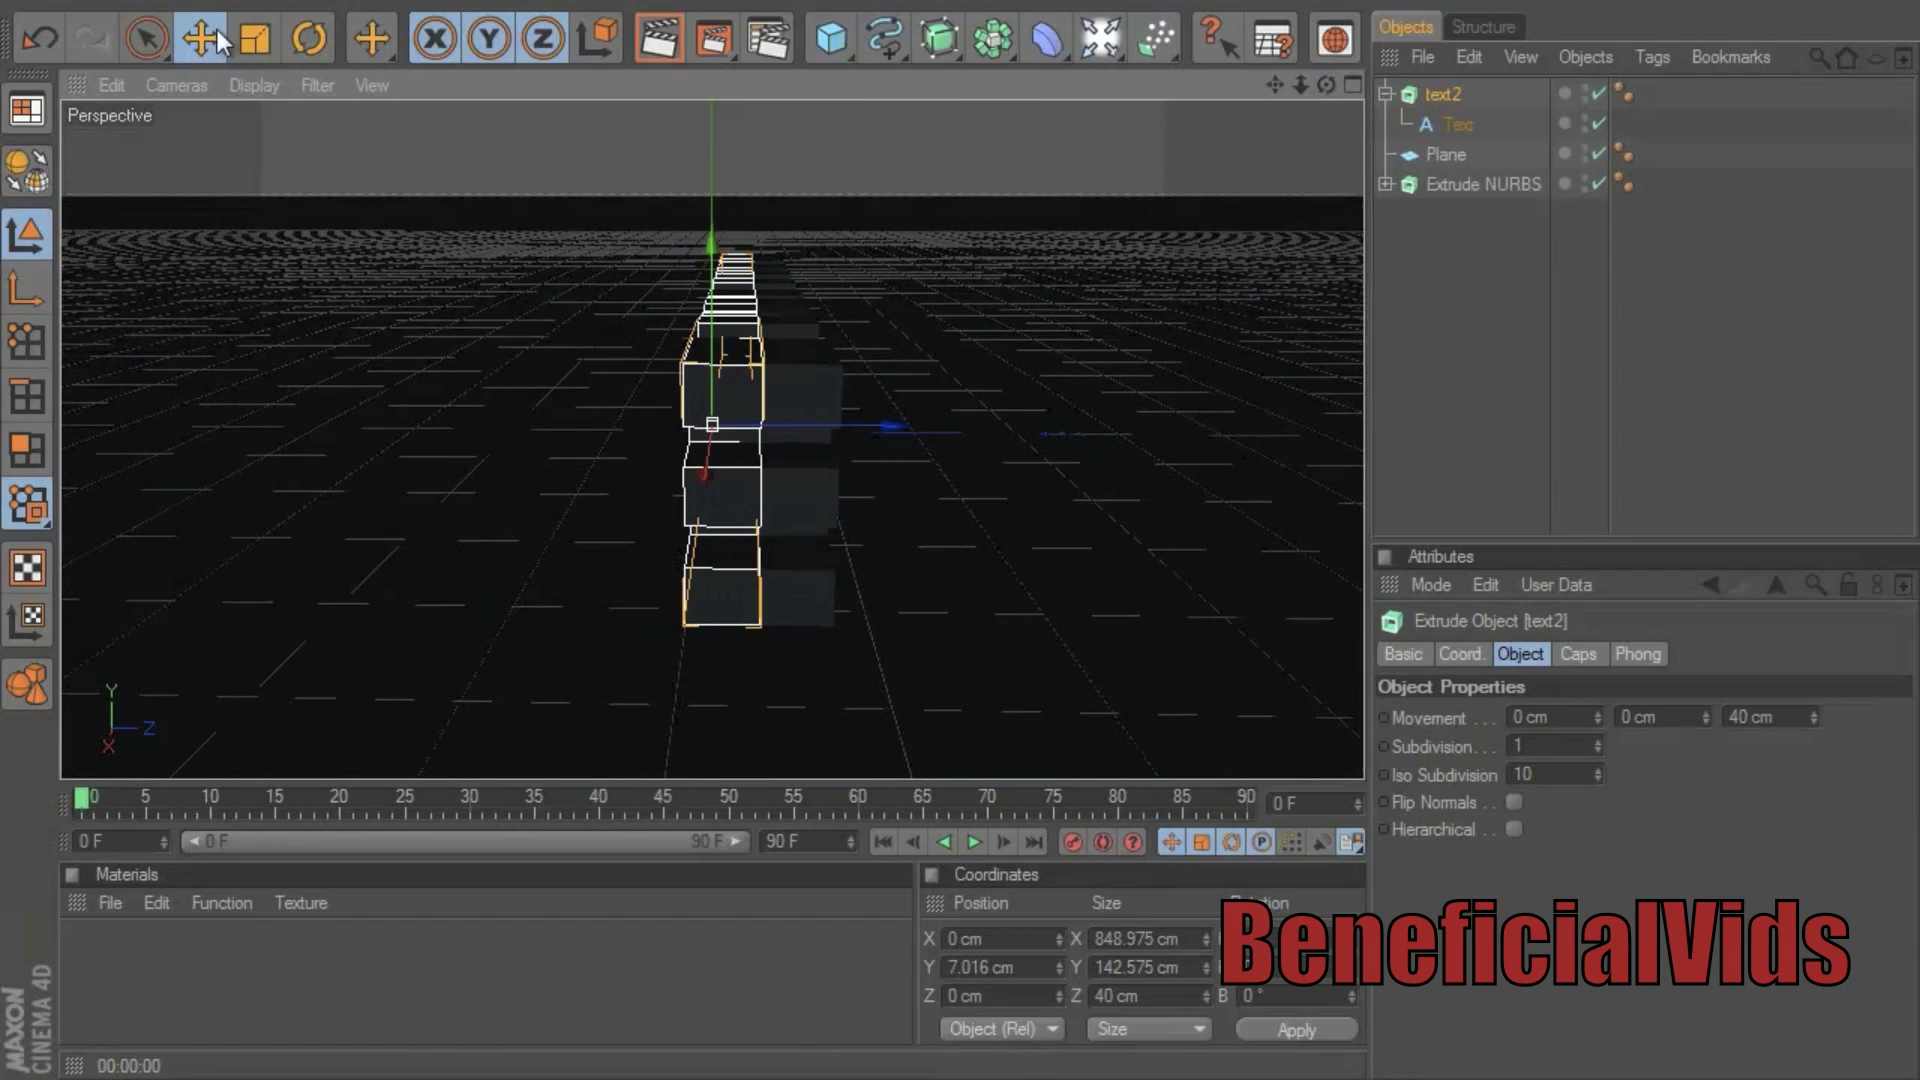 Objects Structure
File Edit View Objects Tags Bookmarks
Edit Cameras Display Filter View
Perspective
text2
Text
Plane
Extrude NURBS
Attributes
Mode Edit User Data
Extrude Object [text2]
Basic Coord. Object Caps Phong
Object Properties
Movement . . . 0 cm 0 cm 40 cm
Subdivision. . . 1
Iso Subdivision 10
Flip Normals . .
Hierarchical . .
Y
Z
X
0 5 10 15 20 25 30 35 40 45 50 55 60 65 70 75 80 85 90 0 F
0 F 0 F 90 F 90 F
Materials
File Edit Function Texture
Coordinates
Position Size
X 0 cm X 848.975 cm
Y 7.016 cm Y 142.575 cm
Z 0 cm Z 40 cm B 0 °
Object (Rel) Size Apply
BeneficialVids
MAXON
CINEMA 4D
00:00:00